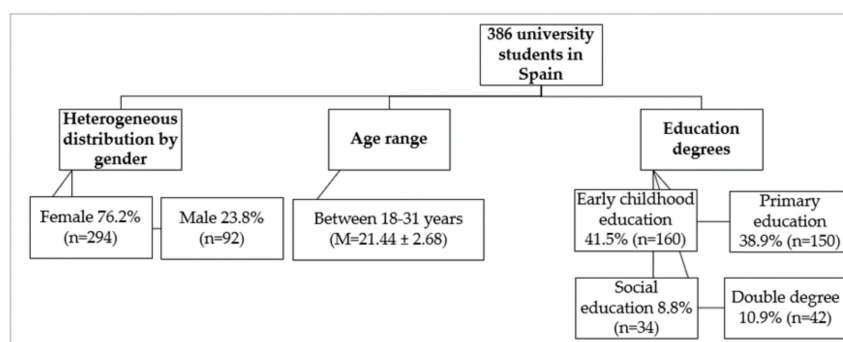 386 university
students in
Spain
Heterogeneous
distribution by
gender
Age range
Education
degrees
Female 76.2%
(n=294)
Male 23.8%
(n=92)
Between 18-31 years
(M=21.44 ± 2.68)
Early childhood
education
41.5% (n=160)
Primary
education
38.9% (n=150)
Social
education 8.8%
(n=34)
Double degree
10.9% (n=42)